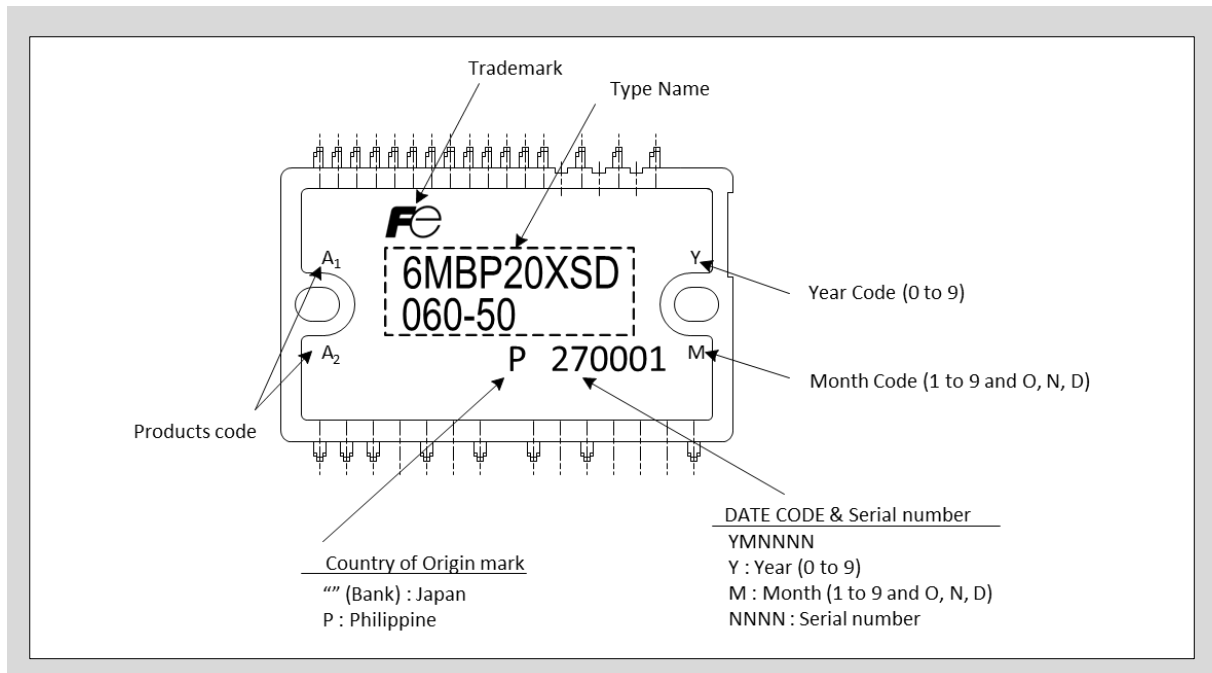 Trademark
Type Name
Fe
6MBP20XSD
060-50
A1
Y
Year Code (0 to 9)
A2
P 270001
M
Month Code (1 to 9 and O, N, D)
Products code
DATE CODE & Serial number
YMNNNN
Y : Year (0 to 9)
M : Month (1 to 9 and O, N, D)
NNNN : Serial number
Country of Origin mark
“” (Bank) : Japan
P : Philippine